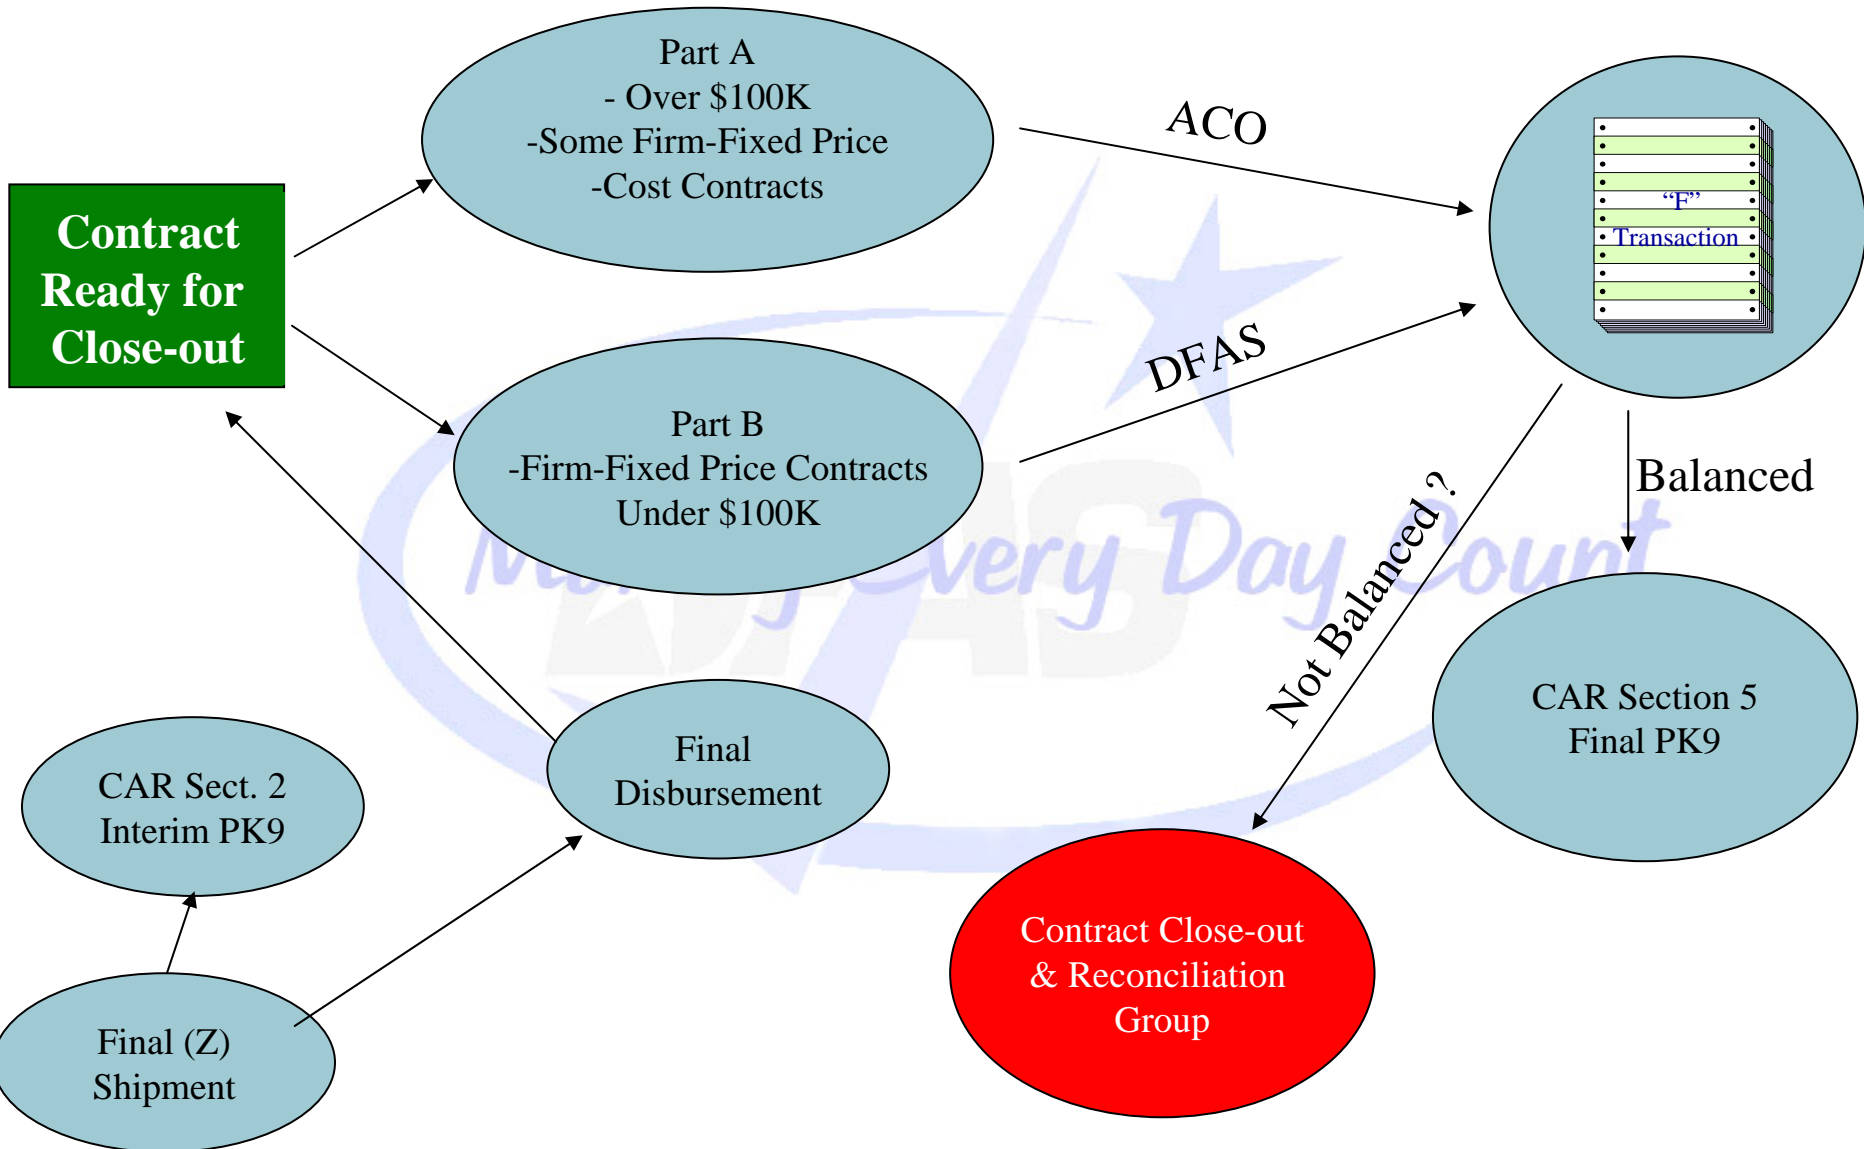 Part A
- Over $100K
-Some Firm-Fixed Price
-Cost Contracts
ACO
“F”
Transaction
Contract
Ready for
Close-out
Part B
-Firm-Fixed Price Contracts
Under $100K
DFAS
Balanced
Not Balanced ?
Every Day Count
DFAS
CAR Section 5
Final PK9
Final
Disbursement
CAR Sect. 2
Interim PK9
Contract Close-out
& Reconciliation
Group
Final (Z)
Shipment